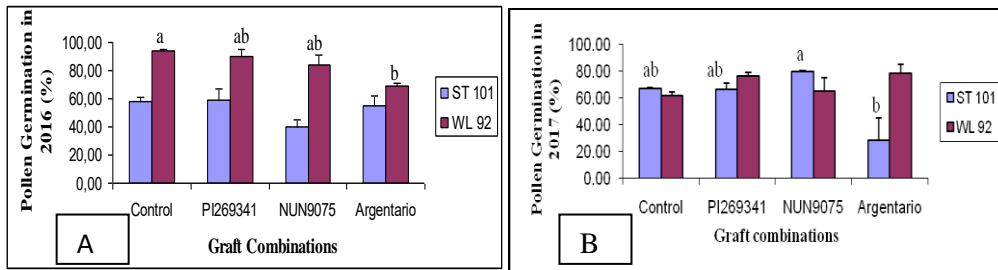 Pollen Germination in
2016 (%)
100,00
80,00
60,00
40,00
20,00
0,00
a
ab
ab
b
Control
PI269341
NUN9075
Argentario
Graft Combinations
ST 101
WL 92
A
Pollen Germination in
2017 (%)
100.00
80.00
60.00
40.00
20.00
0.00
ab
ab
a
b
Control
PI269341
NUN9075
Argentario
Graft combinations
ST 101
WL 92
B